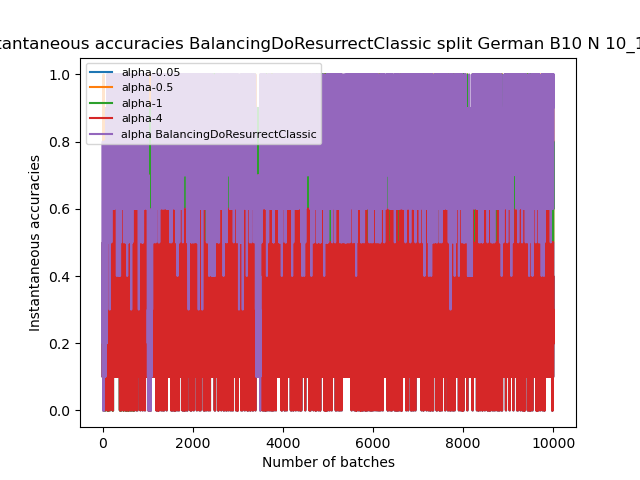 tantaneous accuracies BalancingDoResurrectClassic split German B10 N 10_1
1.0
0.8
0.6
0.4
0.2
0.0
Instantaneous accuracies
alpha-0.05
alpha-0.5
alpha-1
alpha-4
alpha BalancingDoResurrectClassic
0 2000 4000 6000 8000 10000
Number of batches